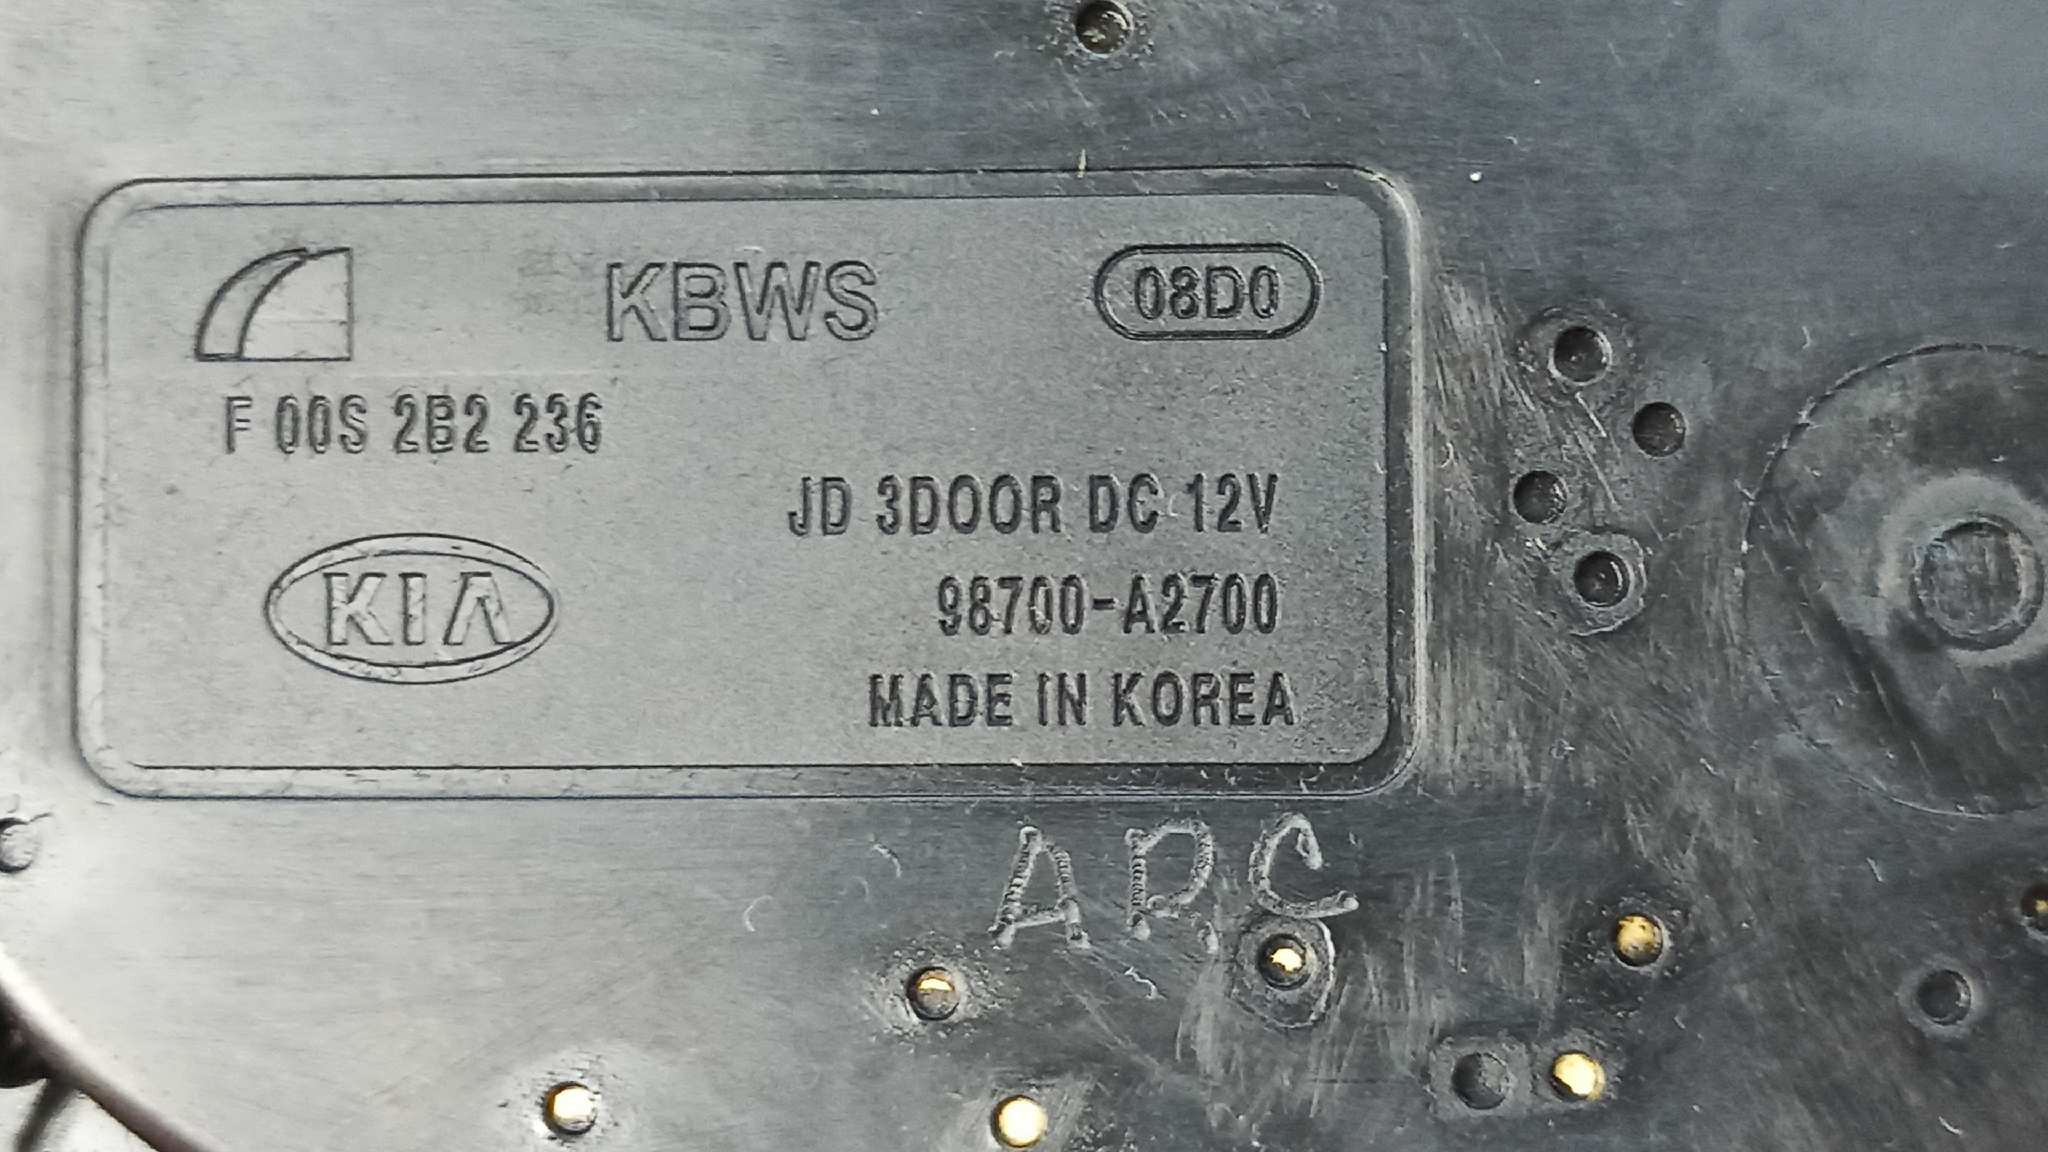 KBWS 08D0
F 00S 2B2 236
JD 3DOOR DC 12V
KIA
98700-A2700
MADE IN KOREA
ARC